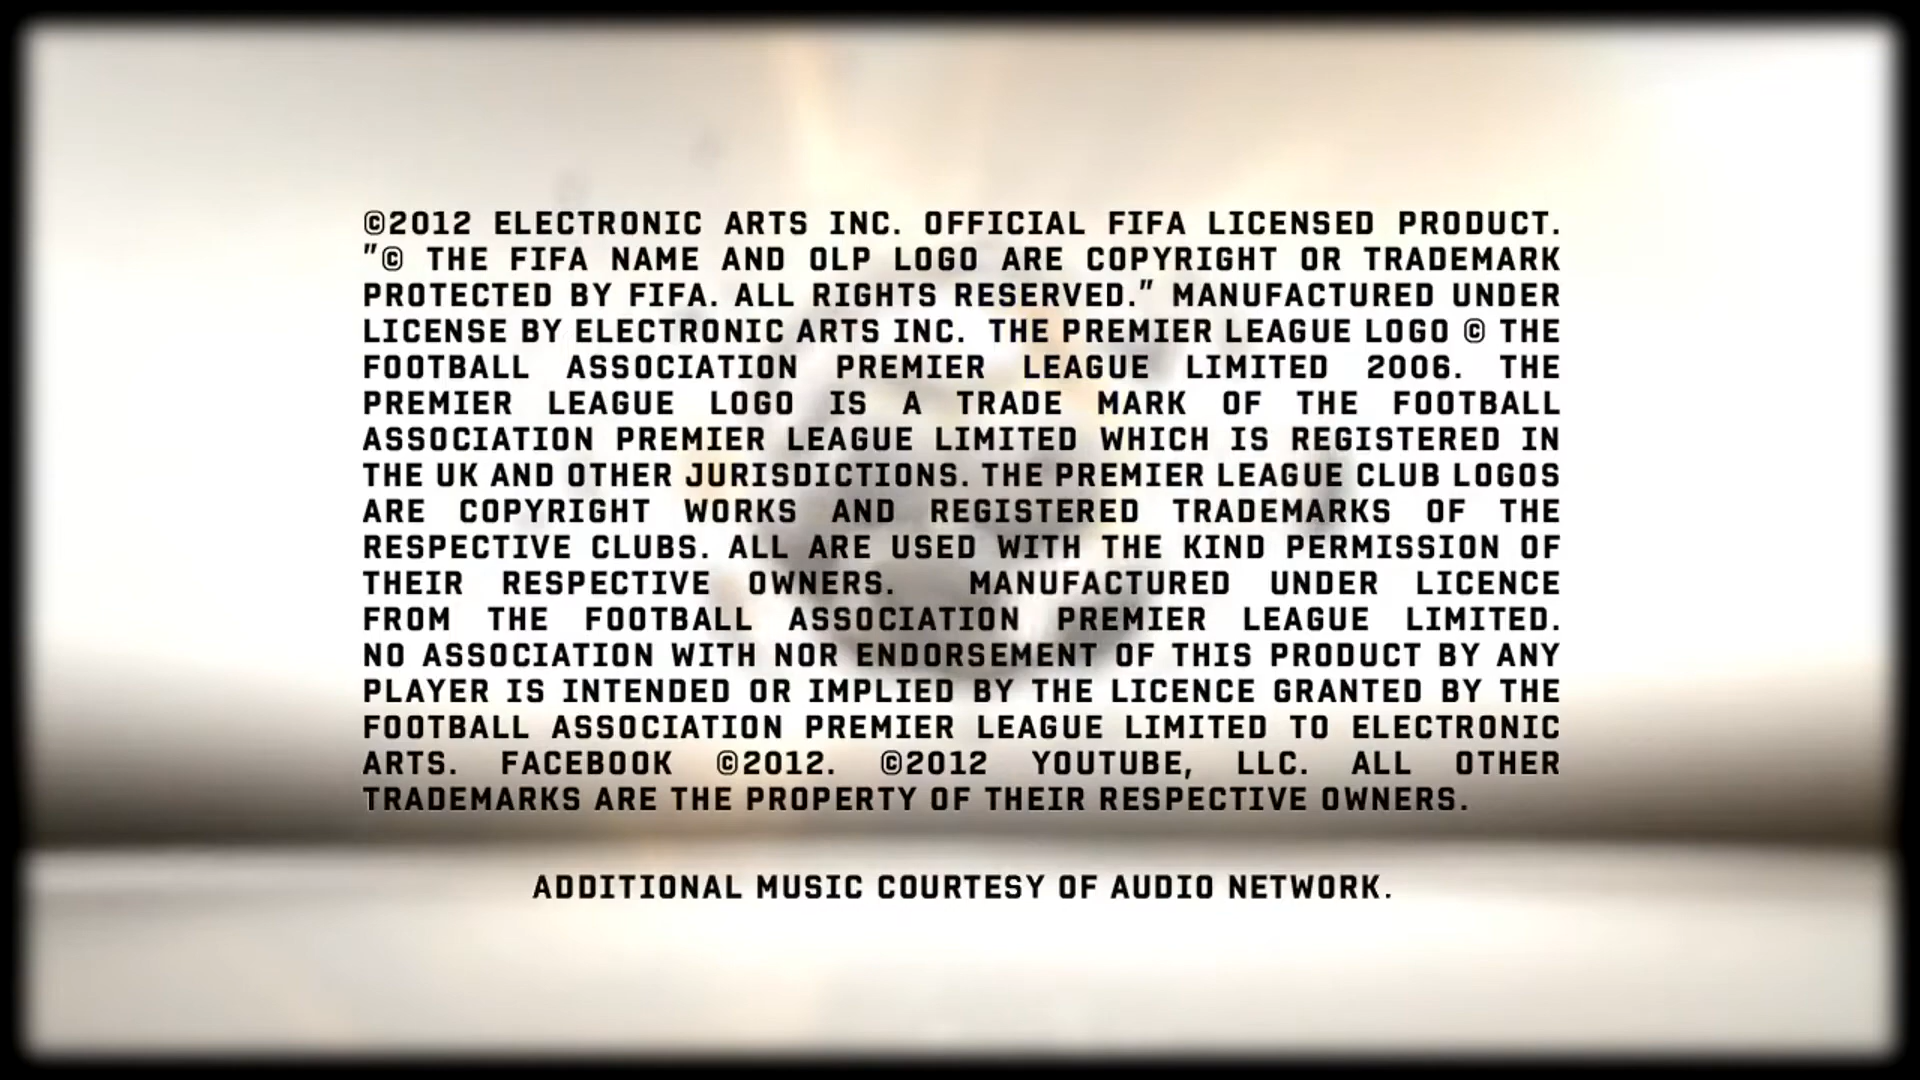 ©2012 ELECTRONIC ARTS INC. OFFICIAL FIFA LICENSED PRODUCT.
"© THE FIFA NAME AND OLP LOGO ARE COPYRIGHT OR TRADEMARK
PROTECTED BY FIFA. ALL RIGHTS RESERVED." MANUFACTURED UNDER
LICENSE BY ELECTRONIC ARTS INC. THE PREMIER LEAGUE LOGO © THE
FOOTBALL ASSOCIATION PREMIER LEAGUE LIMITED 2006. THE
PREMIER LEAGUE LOGO IS A TRADE MARK OF THE FOOTBALL
ASSOCIATION PREMIER LEAGUE LIMITED WHICH IS REGISTERED IN
THE UK AND OTHER JURISDICTIONS. THE PREMIER LEAGUE CLUB LOGOS
ARE COPYRIGHT WORKS AND REGISTERED TRADEMARKS OF THE
RESPECTIVE CLUBS. ALL ARE USED WITH THE KIND PERMISSION OF
THEIR RESPECTIVE OWNERS. MANUFACTURED UNDER LICENCE
FROM THE FOOTBALL ASSOCIATION PREMIER LEAGUE LIMITED.
NO ASSOCIATION WITH NOR ENDORSEMENT OF THIS PRODUCT BY ANY
PLAYER IS INTENDED OR IMPLIED BY THE LICENCE GRANTED BY THE
FOOTBALL ASSOCIATION PREMIER LEAGUE LIMITED TO ELECTRONIC
ARTS. FACEBOOK ©2012. ©2012 YOUTUBE, LLC. ALL OTHER
TRADEMARKS ARE THE PROPERTY OF THEIR RESPECTIVE OWNERS.
ADDITIONAL MUSIC COURTESY OF AUDIO NETWORK.